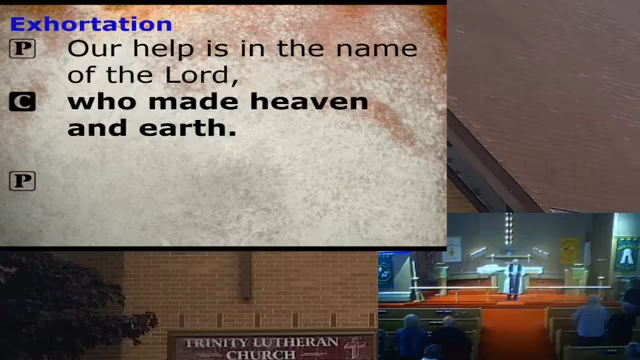 Exhortation
P Our help is in the name
of the Lord,
C who made heaven
and earth.
P
TRINITY LUTHERAN
CHURCH